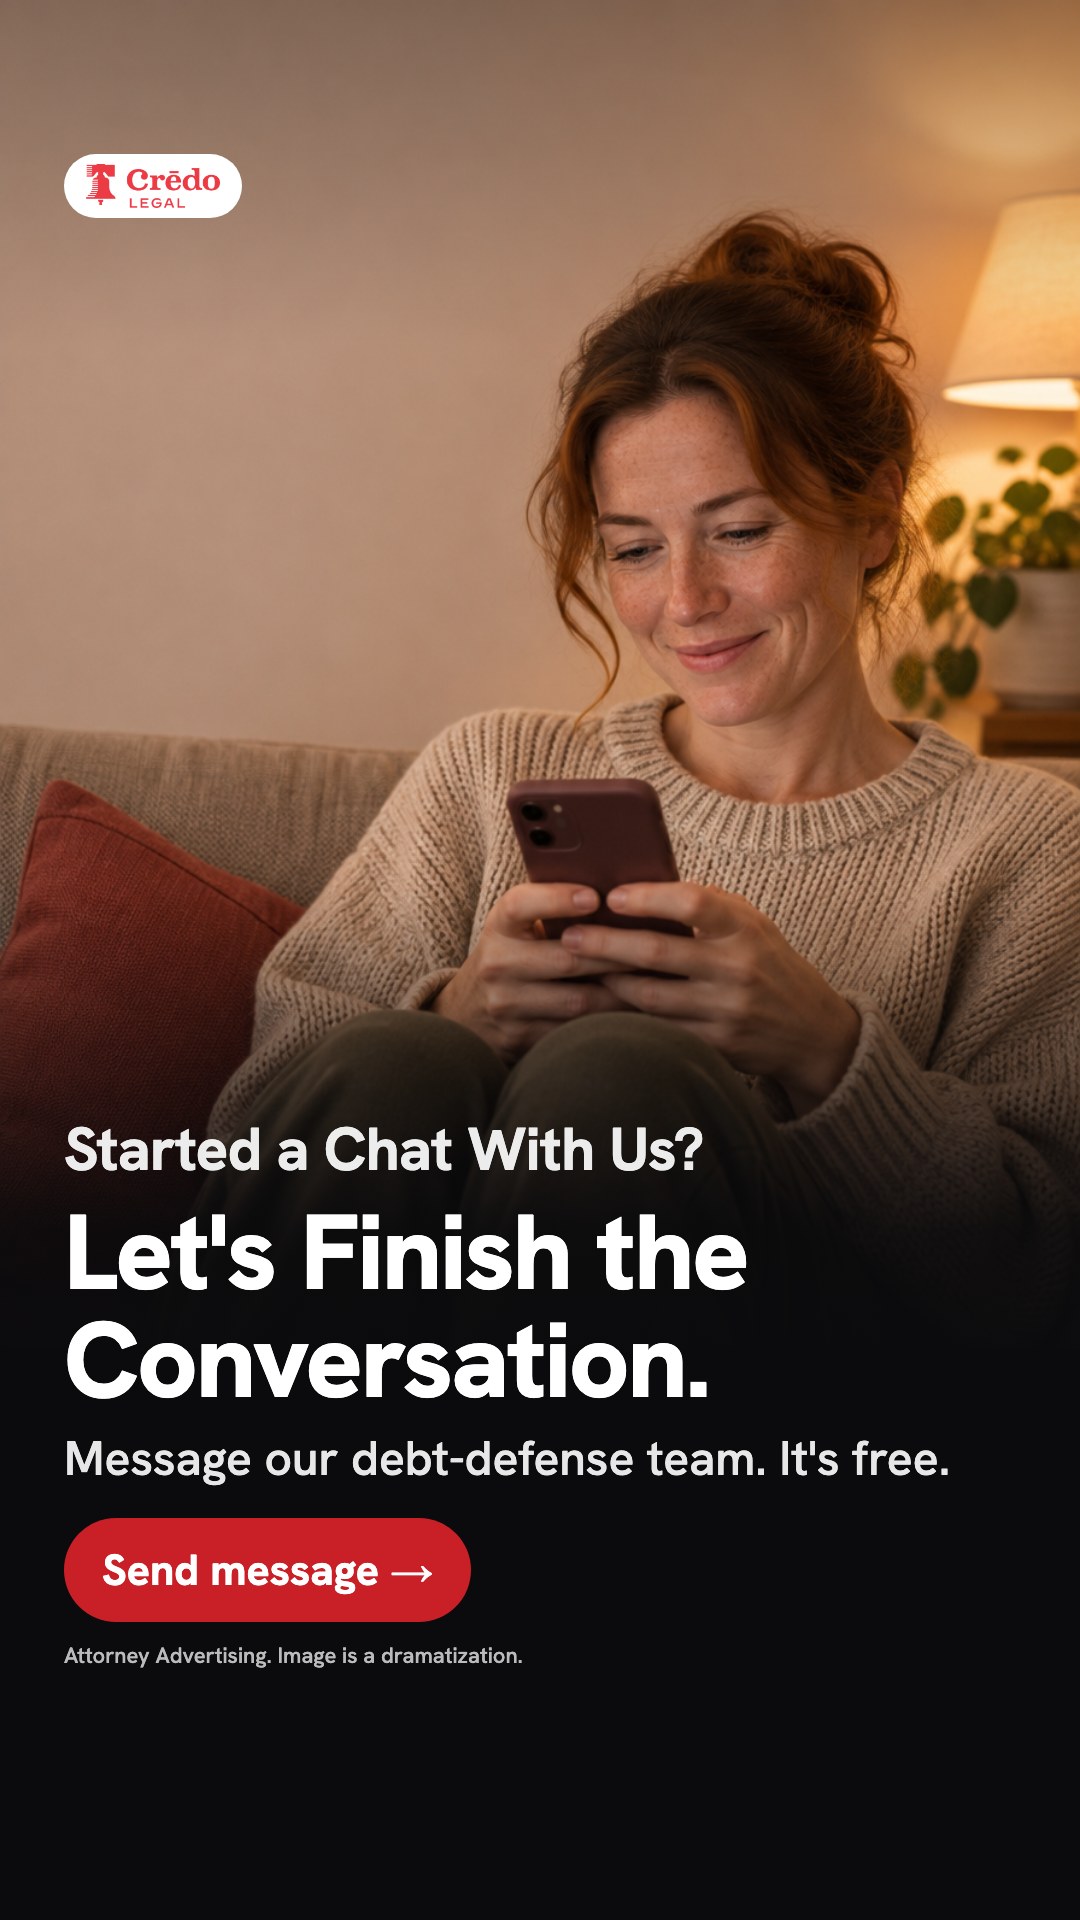 Crēdo
LEGAL
Started a Chat With Us?
Let's Finish the
Conversation.
Message our debt-defense team. It's free.
Send message →
Attorney Advertising. Image is a dramatization.